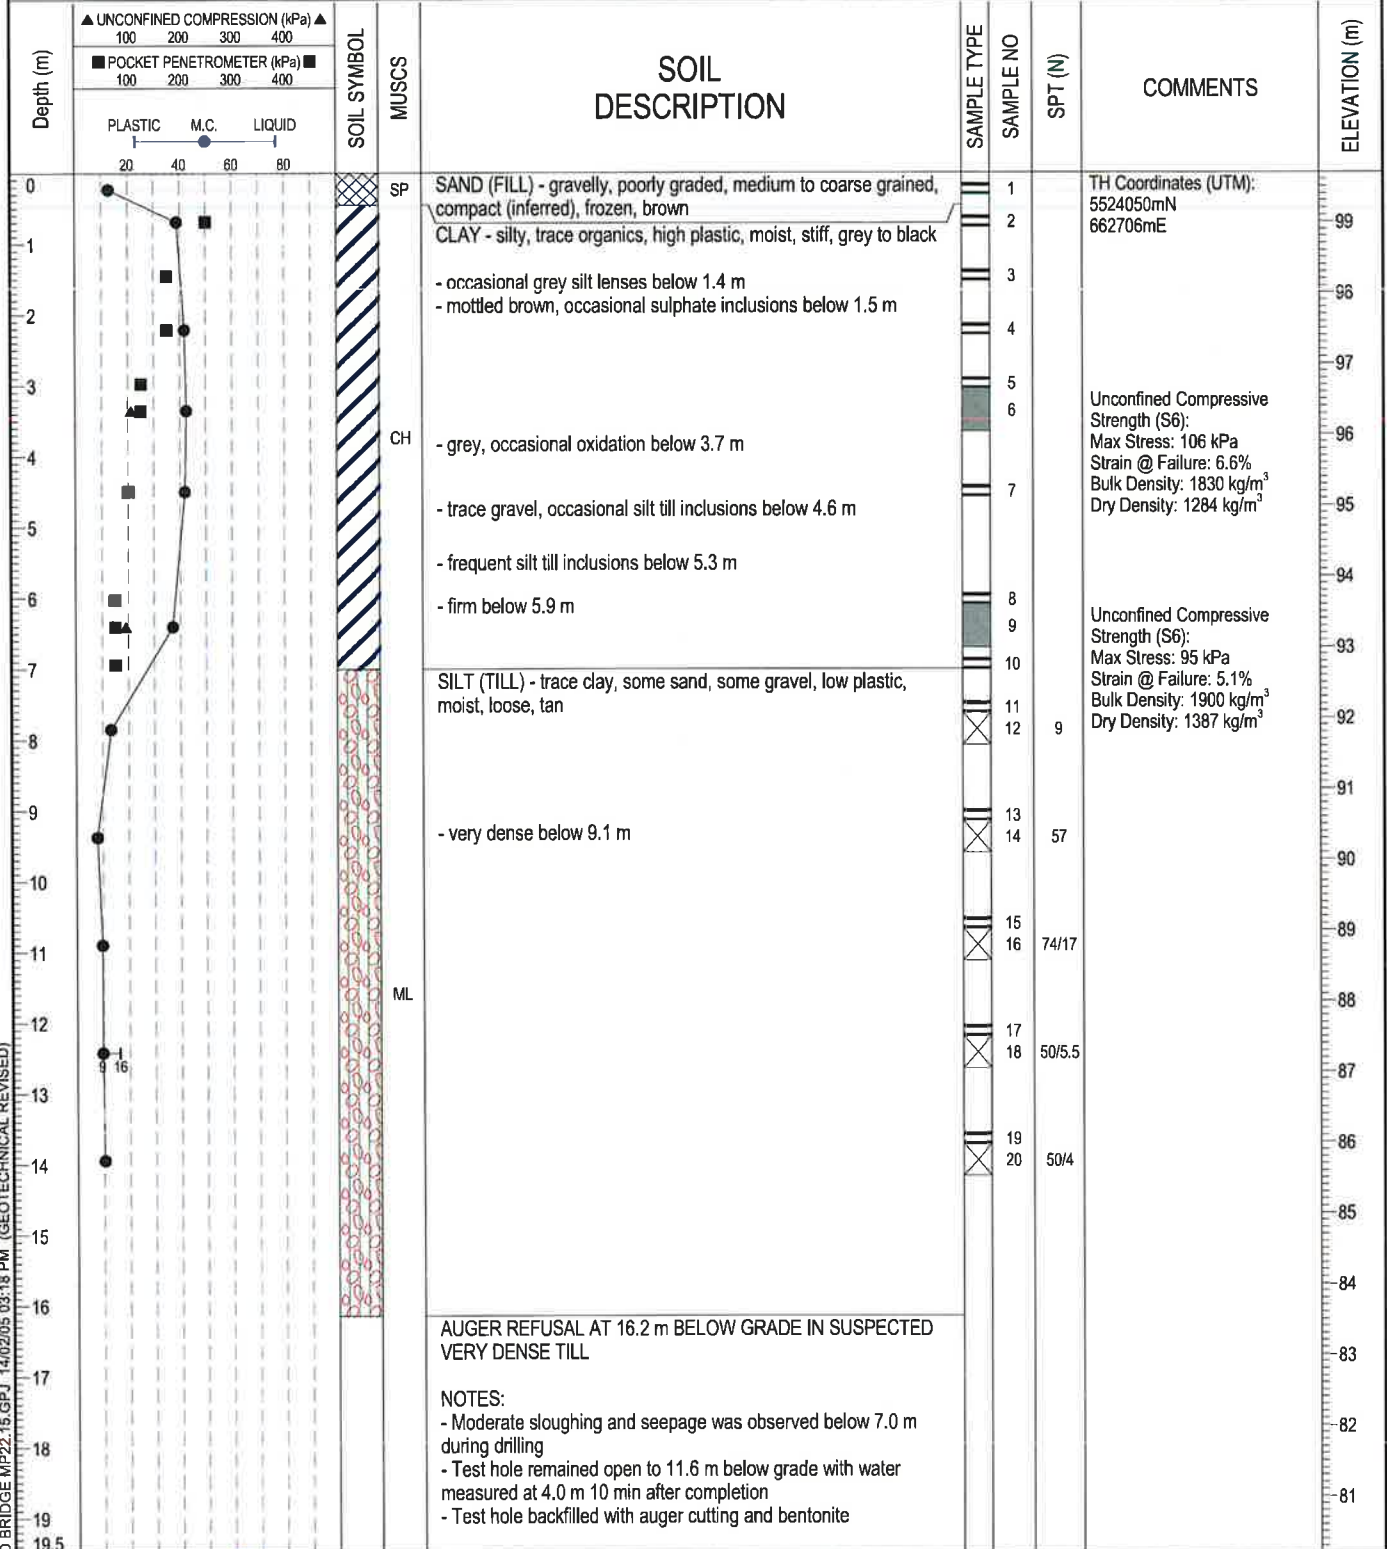 ▲ UNCONFINED COMPRESSION (kPa) ▲
100 200 300 400
■ POCKET PENETROMETER (kPa) ■
100 200 300 400
PLASTIC M.C. LIQUID
20 40 60 80
Depth (m)
SOIL SYMBOL
MUSCS
SOIL
DESCRIPTION
SAMPLE TYPE
SAMPLE NO
SPT (N)
COMMENTS
ELEVATION (m)
0
1
2
3
4
5
6
7
8
9
10
11
12
13
14
15
16
17
18
19
19.5
9 16
SP
CH
ML
SAND (FILL) - gravelly, poorly graded, medium to coarse grained,
compact (inferred), frozen, brown
CLAY - silty, trace organics, high plastic, moist, stiff, grey to black
- occasional grey silt lenses below 1.4 m
- mottled brown, occasional sulphate inclusions below 1.5 m
- grey, occasional oxidation below 3.7 m
- trace gravel, occasional silt till inclusions below 4.6 m
- frequent silt till inclusions below 5.3 m
- firm below 5.9 m
SILT (TILL) - trace clay, some sand, some gravel, low plastic,
moist, loose, tan
- very dense below 9.1 m
AUGER REFUSAL AT 16.2 m BELOW GRADE IN SUSPECTED
VERY DENSE TILL
NOTES:
- Moderate sloughing and seepage was observed below 7.0 m
during drilling
- Test hole remained open to 11.6 m below grade with water
measured at 4.0 m 10 min after completion
- Test hole backfilled with auger cutting and bentonite
1
2
3
4
5
6
7
8
9
10
11
12 9
13
14 57
15
16 74/17
17
18 50/5.5
19
20 50/4
TH Coordinates (UTM):
5524050mN
662706mE
Unconfined Compressive
Strength (S6):
Max Stress: 106 kPa
Strain @ Failure: 6.6%
Bulk Density: 1830 kg/m³
Dry Density: 1284 kg/m³
Unconfined Compressive
Strength (S6):
Max Stress: 95 kPa
Strain @ Failure: 5.1%
Bulk Density: 1900 kg/m³
Dry Density: 1387 kg/m³
99
98
97
96
95
94
93
92
91
90
89
88
87
86
85
84
83
82
81
BRIDGE MP22.15.GPJ 14/02/05 03:18 PM (GEOTECHNICAL REVISED)